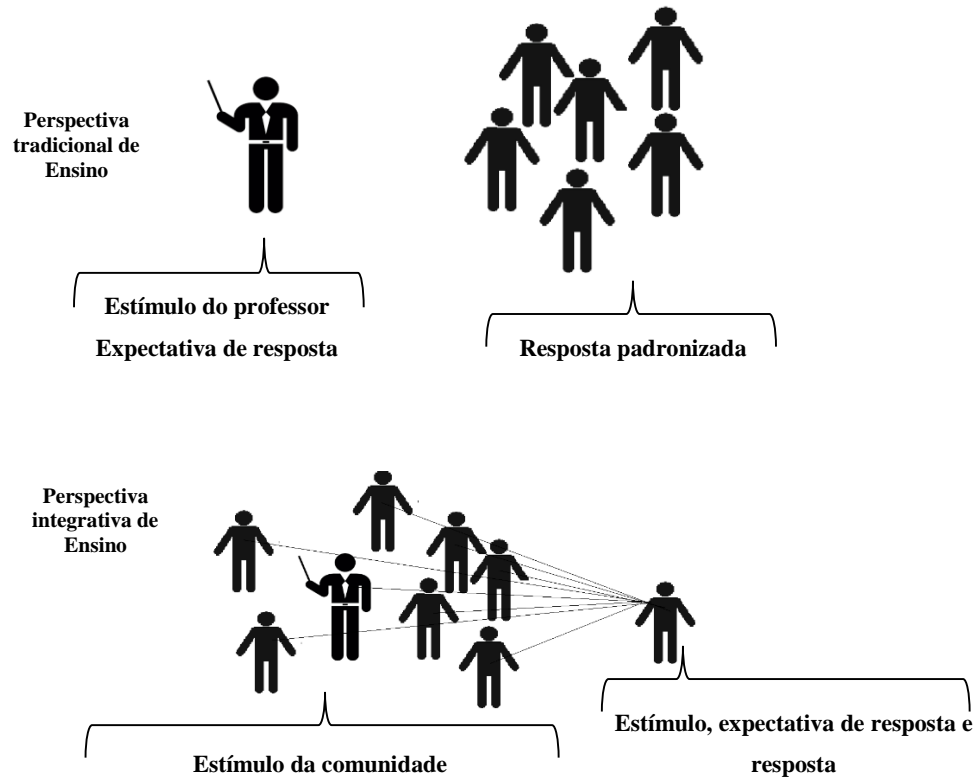 Perspectiva
tradicional de
Ensino
Estímulo do professor
Expectativa de resposta
Resposta padronizada
Perspectiva
integrativa de
Ensino
Estímulo da comunidade
Estímulo, expectativa de resposta e
resposta